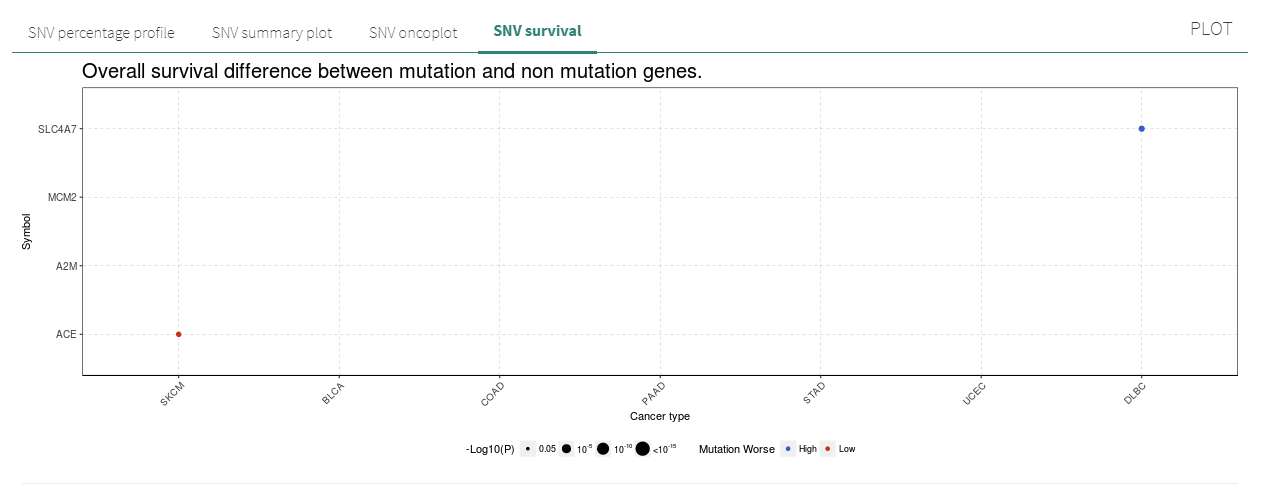 SNV percentage profile SNV summary plot SNV oncoplot SNV survival PLOT
Overall survival difference between mutation and non mutation genes.
SLC4A7
MCM2
A2M
ACE
Symbol
SKCM BLCA COAD PAAD STAD UCEC DLBC
Cancer type
-Log10(P) 0.05 10⁻⁵ 10⁻¹⁰ <10⁻¹⁵ Mutation Worse High Low